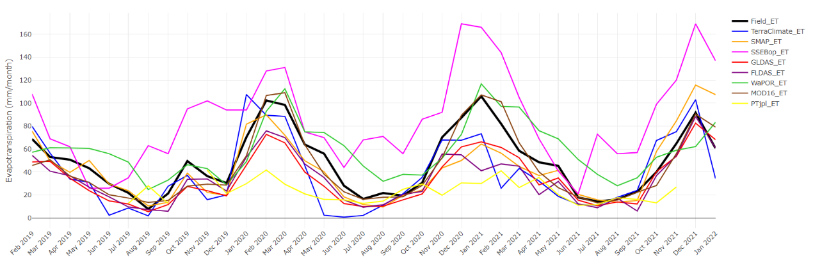 Evapotranspiration (mm/month)
160
140
120
100
80
60
40
20
0
Feb 2019
Mar 2019
Apr 2019
May 2019
Jun 2019
Jul 2019
Aug 2019
Sep 2019
Oct 2019
Nov 2019
Dec 2019
Jan 2020
Feb 2020
Mar 2020
Apr 2020
May 2020
Jun 2020
Jul 2020
Aug 2020
Sep 2020
Oct 2020
Nov 2020
Dec 2020
Jan 2021
Feb 2021
Mar 2021
Apr 2021
May 2021
Jun 2021
Jul 2021
Aug 2021
Sep 2021
Oct 2021
Nov 2021
Dec 2021
Jan 2022
Field_ET
TerraClimate_ET
SMAP_ET
SSEBop_ET
GLDAS_ET
FLDAS_ET
WaPOR_ET
MOD16_ET
PTjpl_ET